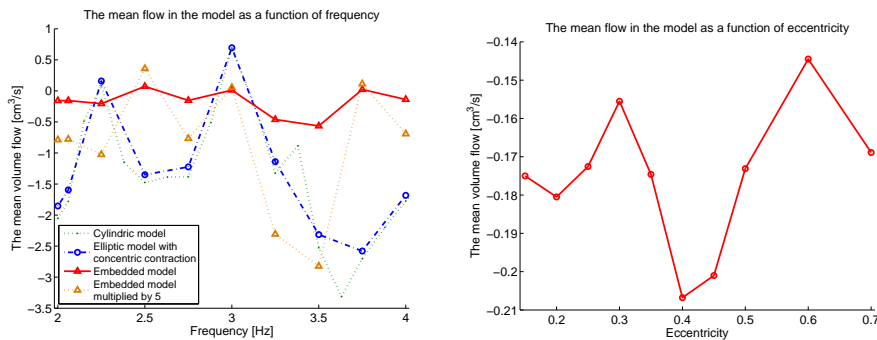 The mean flow in the model as a function of frequency
1
0.5
0
−0.5
−1
−1.5
−2
−2.5
−3
−3.5
The mean volume flow [cm³/s]
Cylindric model
Elliptic model with
concentric contraction
Embedded model
Embedded model
multiplied by 5
2
2.5
3
3.5
4
Frequency [Hz]
The mean flow in the model as a function of eccentricity
−0.14
−0.15
−0.16
−0.17
−0.18
−0.19
−0.2
−0.21
The mean volume flow [cm³/s]
0.2
0.3
0.4
0.5
0.6
0.7
Eccentricity